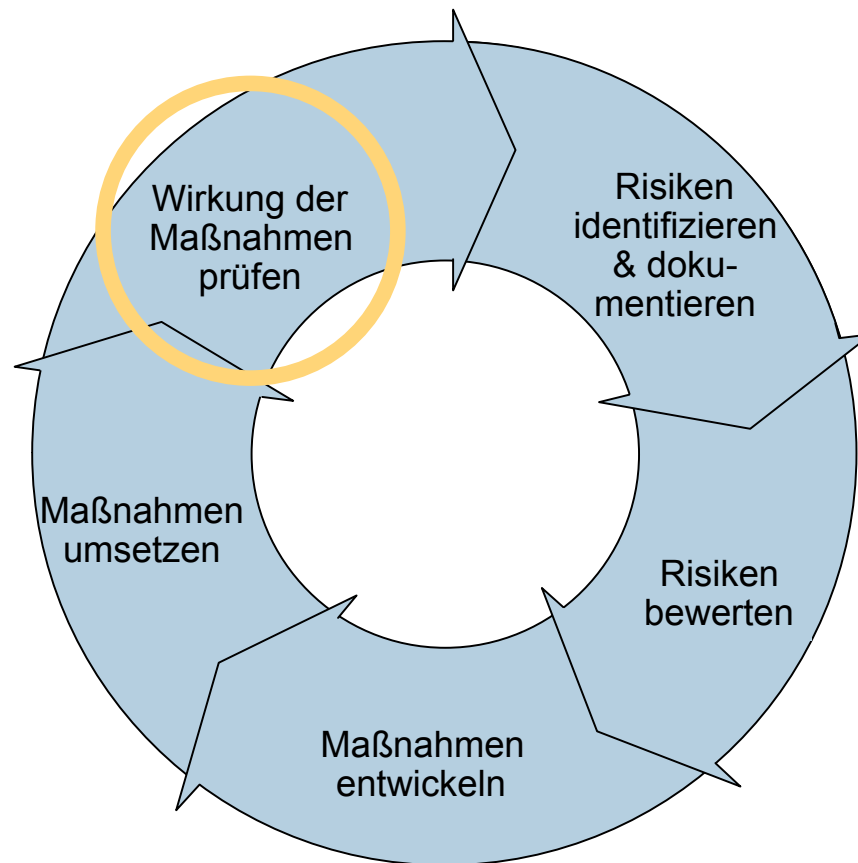 Wirkung der
Maßnahmen
prüfen
Risiken
identifizieren
& doku-
mentieren
Risiken
bewerten
Maßnahmen
entwickeln
Maßnahmen
umsetzen